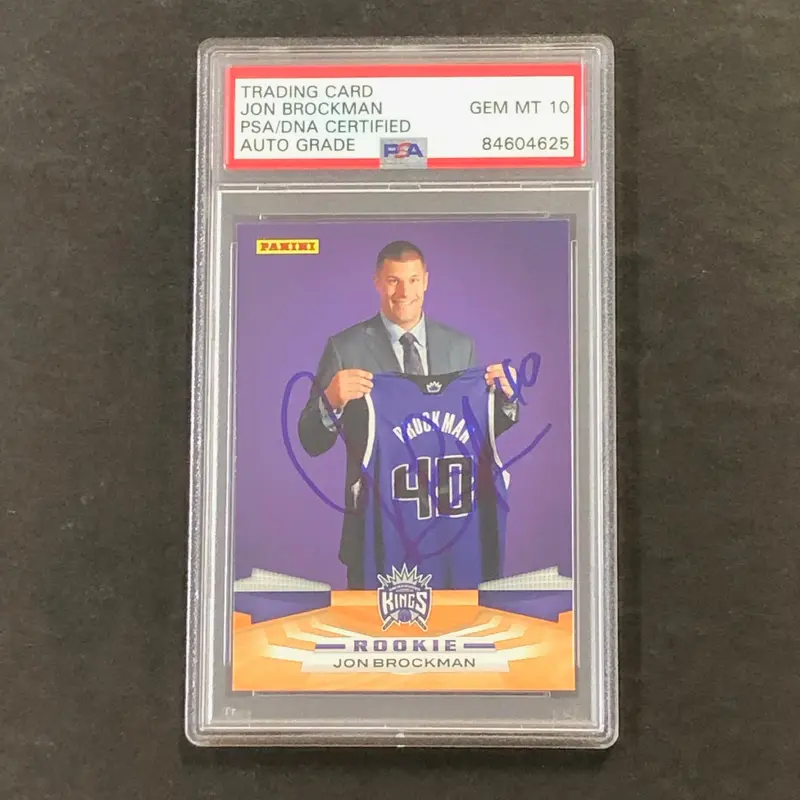 TRADING CARD
JON BROCKMAN GEM MT 10
PSA/DNA CERTIFIED
AUTO GRADE PSA 84604625
PANINI
BROCKMAN
40
KINGS
ROOKIE
JON BROCKMAN